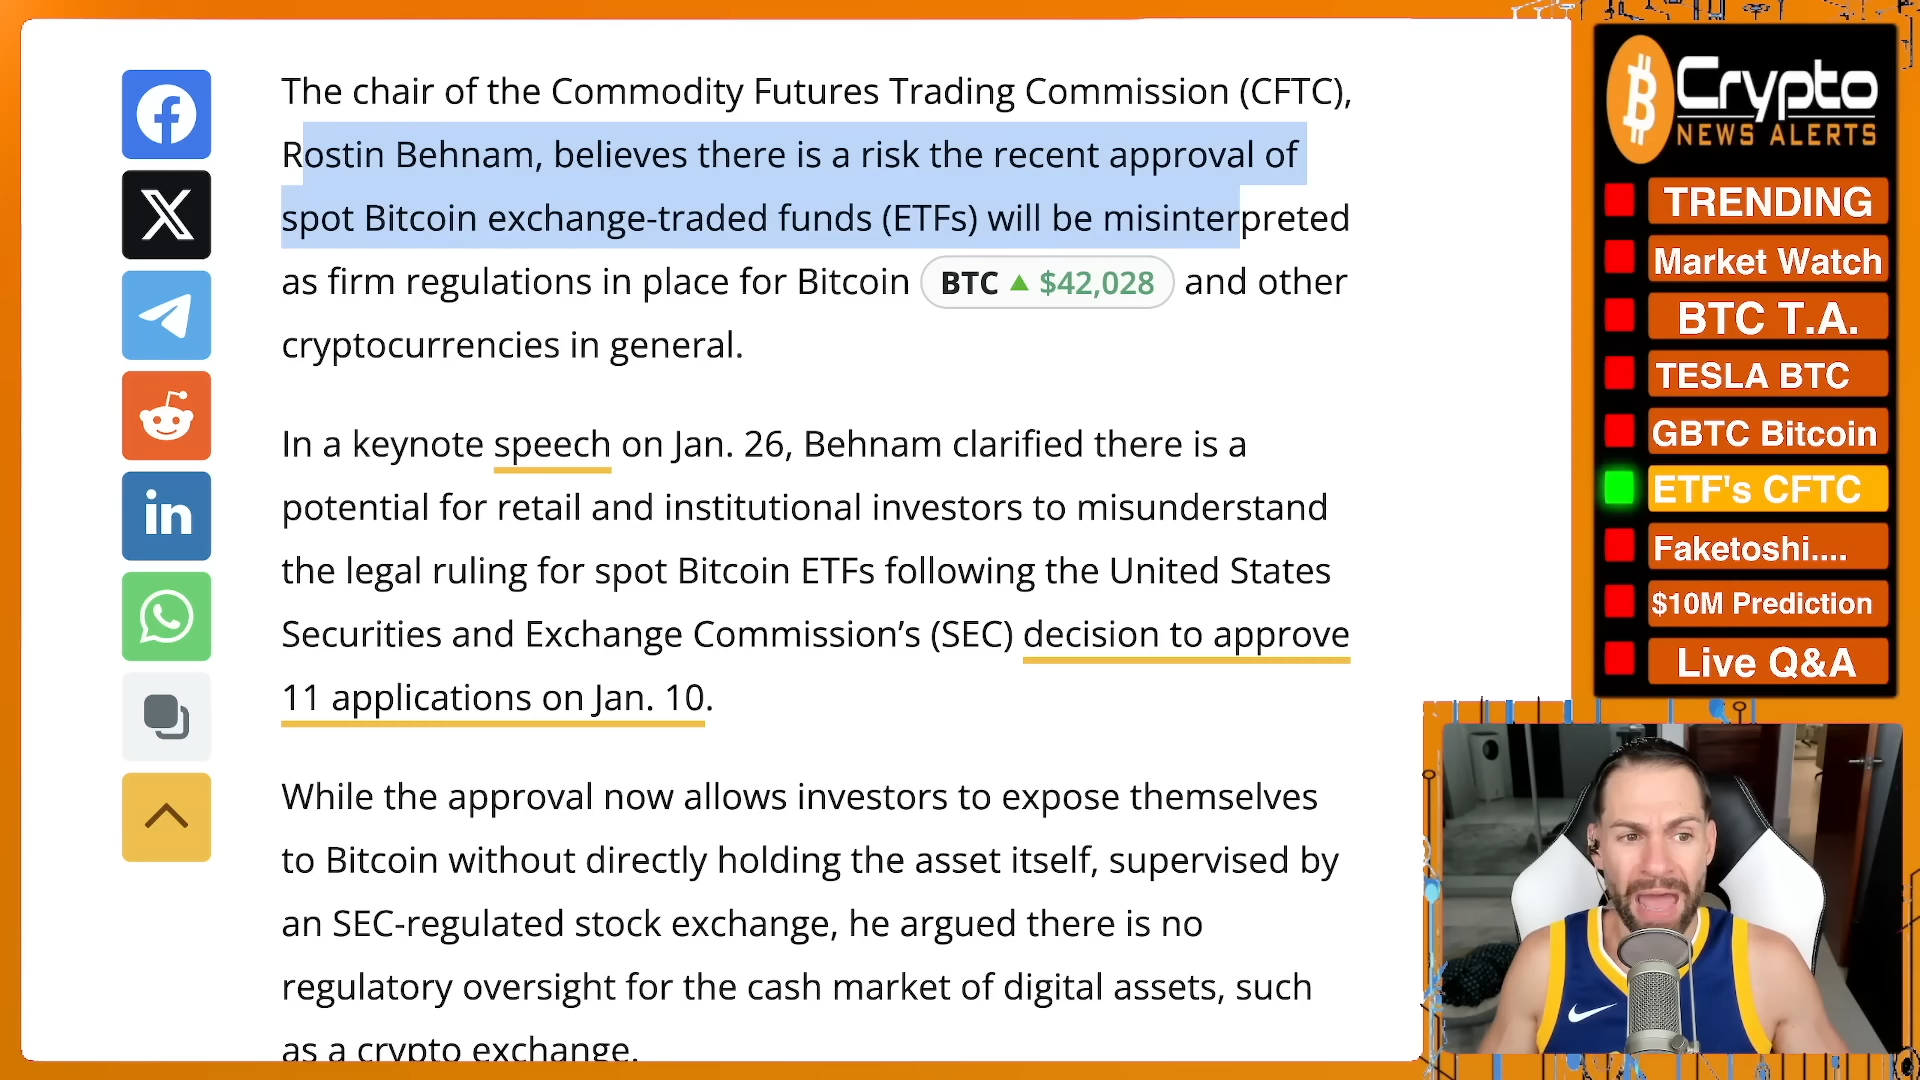 The chair of the Commodity Futures Trading Commission (CFTC),
Rostin Behnam, believes there is a risk the recent approval of
spot Bitcoin exchange-traded funds (ETFs) will be misinterpreted
as firm regulations in place for Bitcoin BTC ▲ $42,028 and other
cryptocurrencies in general.
In a keynote speech on Jan. 26, Behnam clarified there is a
potential for retail and institutional investors to misunderstand
the legal ruling for spot Bitcoin ETFs following the United States
Securities and Exchange Commission’s (SEC) decision to approve
11 applications on Jan. 10.
While the approval now allows investors to expose themselves
to Bitcoin without directly holding the asset itself, supervised by
an SEC-regulated stock exchange, he argued there is no
regulatory oversight for the cash market of digital assets, such
as a crypto exchange.
Crypto
NEWS ALERTS
TRENDING
Market Watch
BTC T.A.
TESLA BTC
GBTC Bitcoin
ETF's CFTC
Faketoshi....
$10M Prediction
Live Q&A